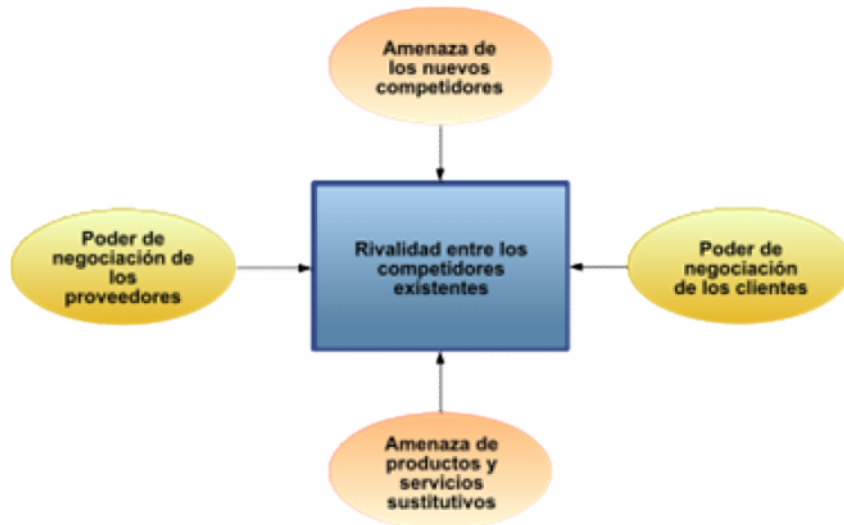 Amenaza de
los nuevos
competidores
Poder de
negociación de
los
proveedores
Rivalidad entre los
competidores
existentes
Poder de
negociación
de los clientes
Amenaza de
productos y
servicios
sustitutivos